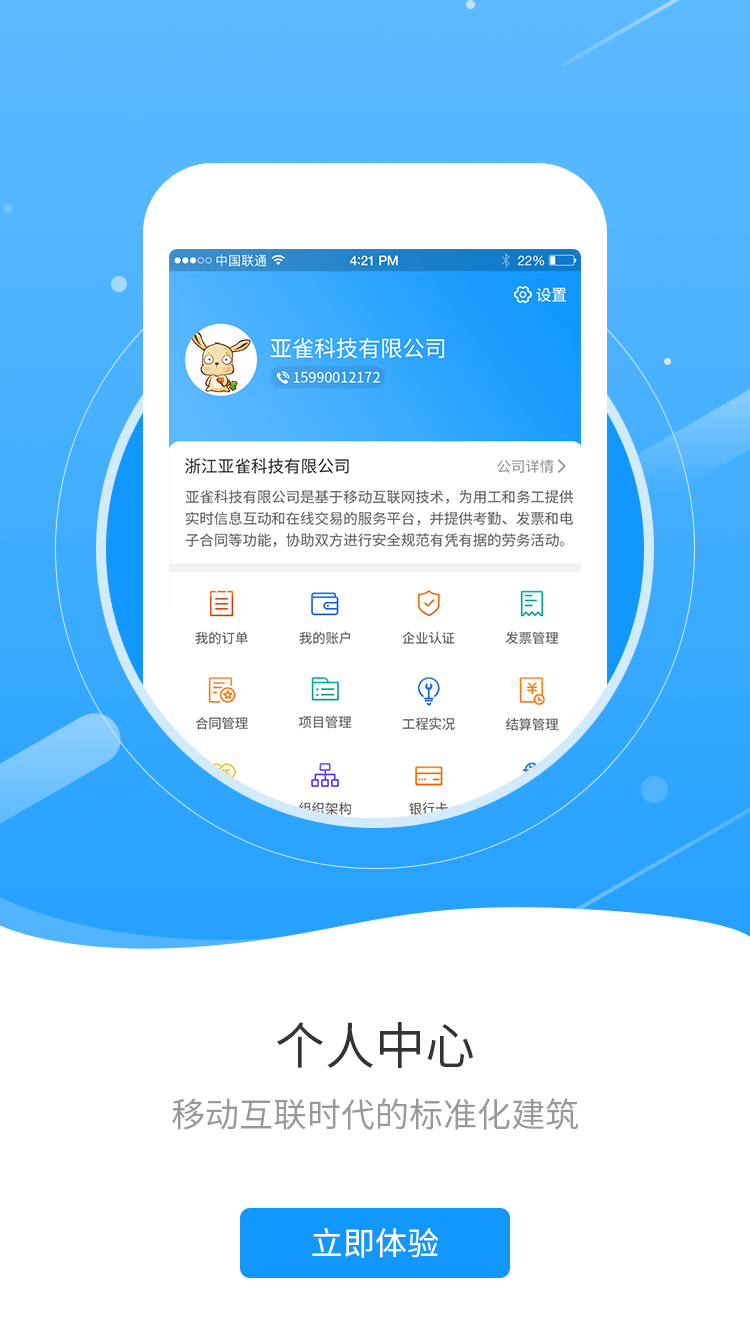 中国联通 4:21 PM 22%
设置
亚雀科技有限公司
15990012172
浙江亚雀科技有限公司 公司详情
亚雀科技有限公司是基于移动互联网技术，为用工和务工提供
实时信息互动和在线交易的服务平台，并提供考勤、发票和电
子合同等功能，协助双方进行安全规范有凭有据的劳务活动。
我的订单 我的账户 企业认证 发票管理
合同管理 项目管理 工程实况 结算管理
组织架构 银行卡
个人中心
移动互联时代的标准化建筑
立即体验